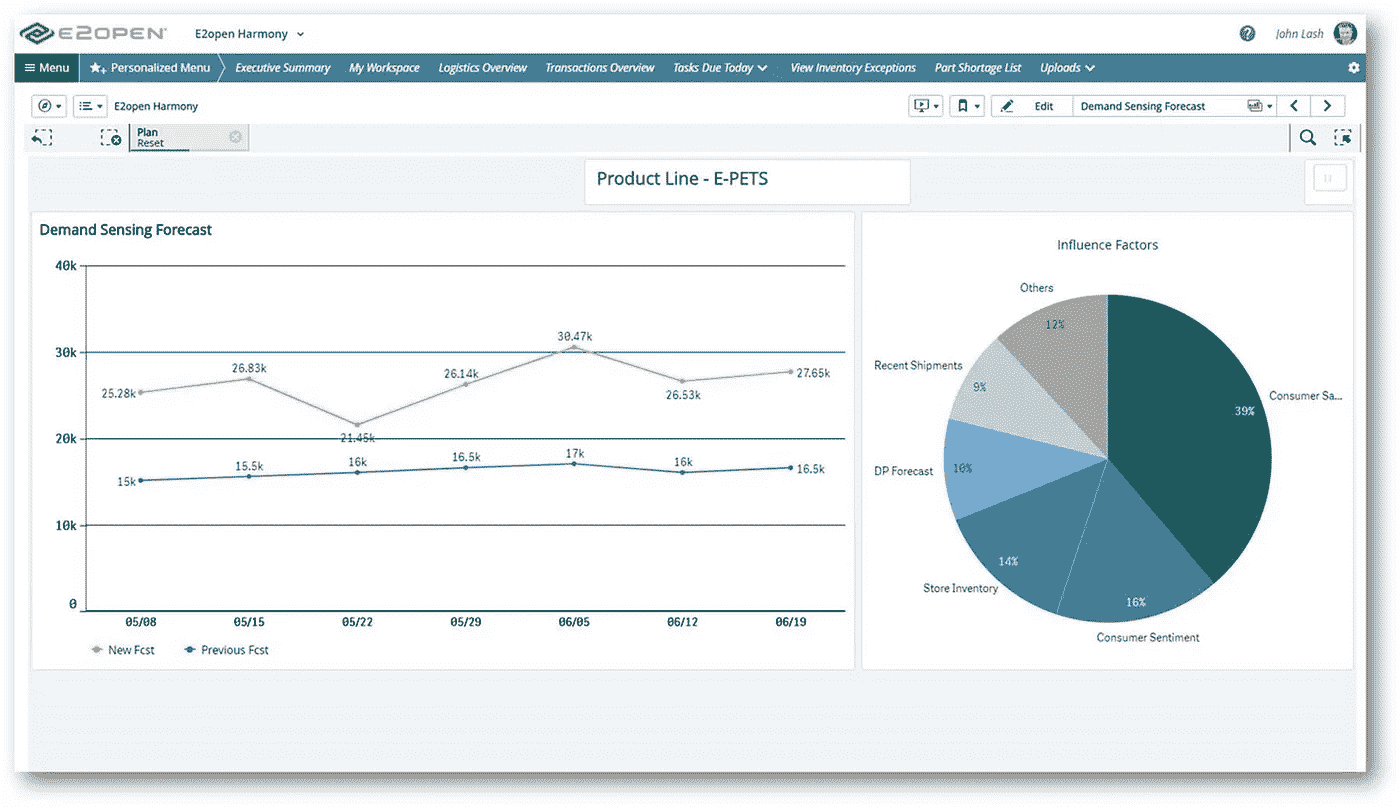 E2OPEN E2open Harmony John Lash
Menu Personalized Menu Executive Summary My Workspace Logistics Overview Transactions Overview Tasks Due Today View Inventory Exceptions Part Shortage List Uploads
E2open Harmony Edit Demand Sensing Forecast
Plan
Reset
Product Line - E-PETS
Demand Sensing Forecast
40k
30k
20k
10k
0
25.28k 26.83k 21.45k 26.14k 30.47k 26.53k 27.65k
15k 15.5k 16k 16.5k 17k 16k 16.5k
05/08 05/15 05/22 05/29 06/05 06/12 06/19
New Fcst Previous Fcst
Influence Factors
Others
12%
Recent Shipments
9%
Consumer Sa...
39%
DP Forecast
10%
Store Inventory
14%
Consumer Sentiment
16%